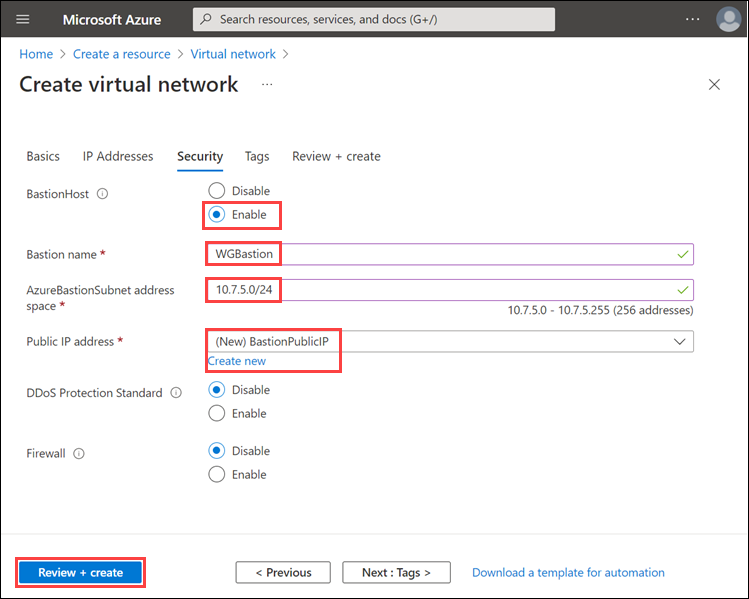 Microsoft Azure
Search resources, services, and docs (G+/)
...
Home > Create a resource > Virtual network >
Create virtual network ...
Basics IP Addresses Security Tags Review + create
BastionHost
Disable
Enable
Bastion name *
WGBastion
AzureBastionSubnet address
space *
10.7.5.0/24
10.7.5.0 - 10.7.5.255 (256 addresses)
Public IP address *
(New) BastionPublicIP
Create new
DDoS Protection Standard
Disable
Enable
Firewall
Disable
Enable
Review + create
< Previous
Next : Tags >
Download a template for automation